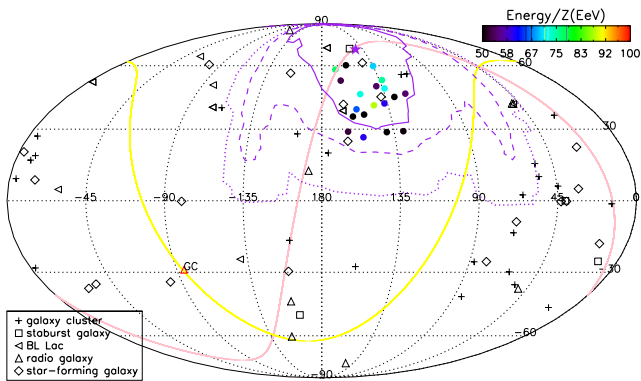 Energy/Z(EeV)
50 58 67 75 83 92 100
90
60
30
-45 -90 180 135 90 45 0
GC
-30
-60
-90
galaxy cluster
staburst galaxy
BL Lac
radio galaxy
star-forming galaxy